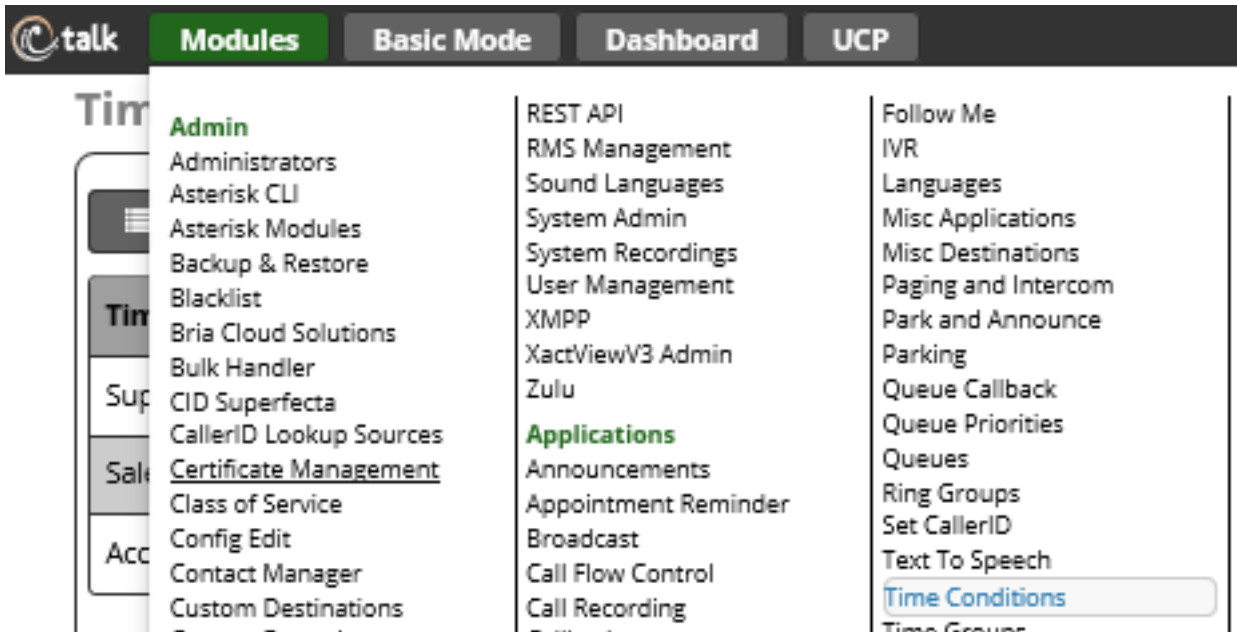 talk
Modules
Basic Mode
Dashboard
UCP
Admin
Administrators
Asterisk CLI
Asterisk Modules
Backup & Restore
Blacklist
Bria Cloud Solutions
Bulk Handler
CID Superfecta
CallerID Lookup Sources
Certificate Management
Class of Service
Config Edit
Contact Manager
Custom Destinations
REST API
RMS Management
Sound Languages
System Admin
System Recordings
User Management
XMPP
XactViewV3 Admin
Zulu
Applications
Announcements
Appointment Reminder
Broadcast
Call Flow Control
Call Recording
Follow Me
IVR
Languages
Misc Applications
Misc Destinations
Paging and Intercom
Park and Announce
Parking
Queue Callback
Queue Priorities
Queues
Ring Groups
Set CallerID
Text To Speech
Time Conditions
Time Groups